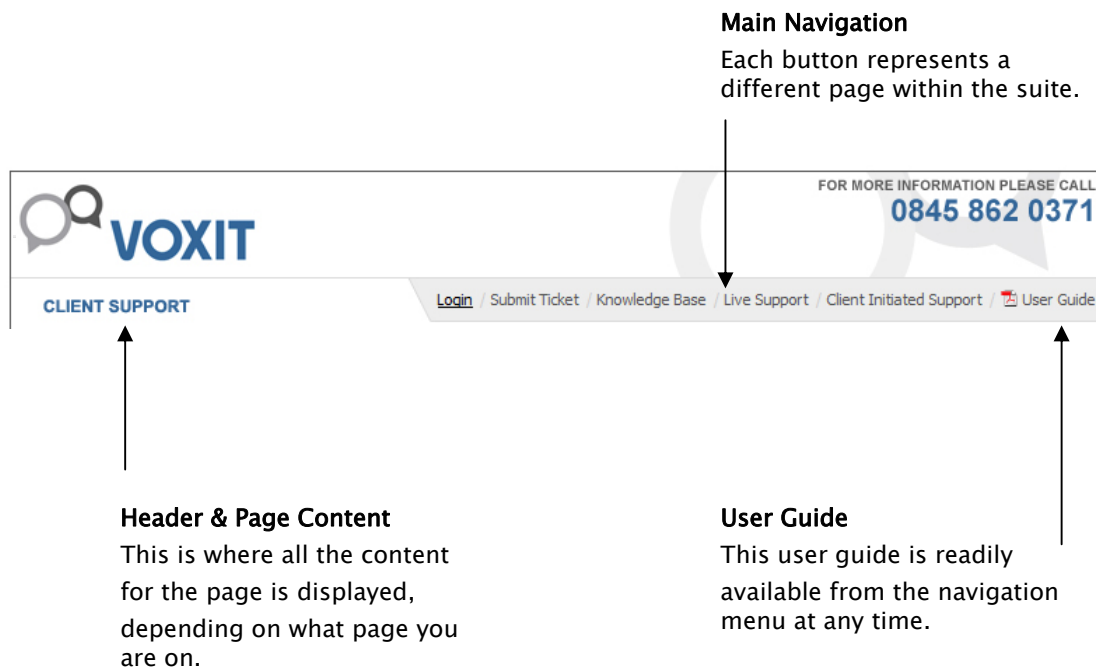 Main Navigation
Each button represents a
different page within the suite.
FOR MORE INFORMATION PLEASE CALL
0845 862 0371
VOXIT
CLIENT SUPPORT
Login / Submit Ticket / Knowledge Base / Live Support / Client Initiated Support / User Guide
Header & Page Content
This is where all the content
for the page is displayed,
depending on what page you
are on.
User Guide
This user guide is readily
available from the navigation
menu at any time.